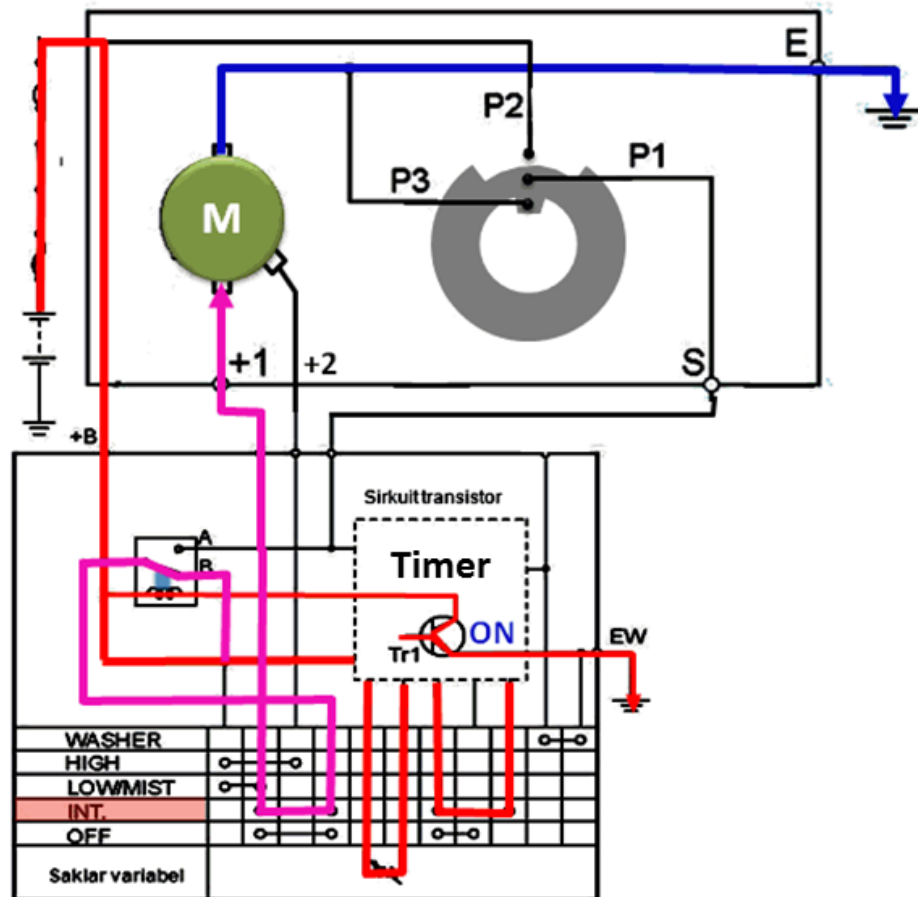 E
P2
P1
P3
M
+1
+2
S
+B
Sirkuit transistor
A
Timer
B
ON
Tr1
EW
WASHER
HIGH
LOW/MIST
INT.
OFF
Saklar variabel